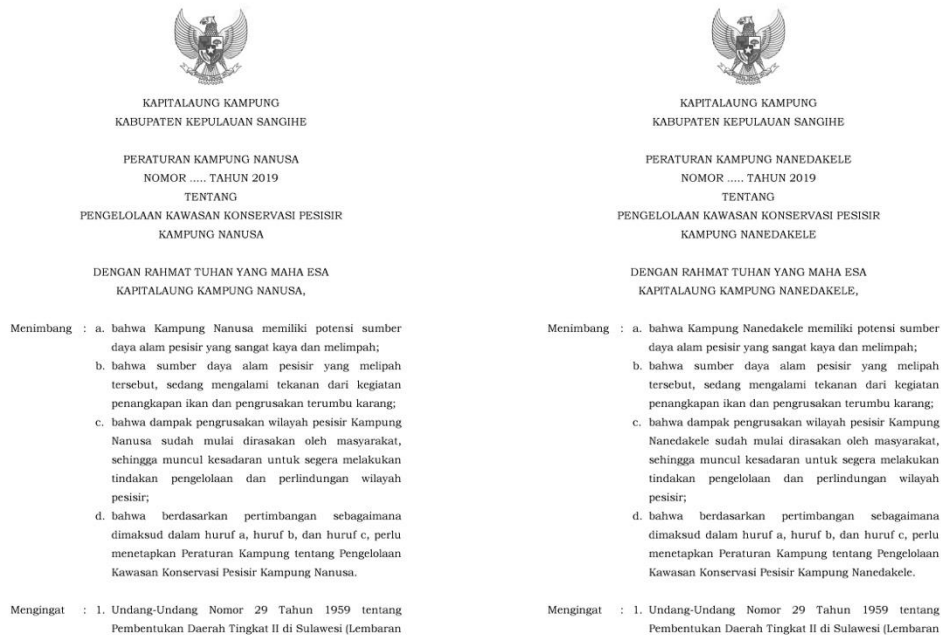 KAPITALAUNG KAMPUNG
KABUPATEN KEPULAUAN SANGIHE
PERATURAN KAMPUNG NANUSA
NOMOR ..... TAHUN 2019
TENTANG
PENGELOLAAN KAWASAN KONSERVASI PESISIR
KAMPUNG NANUSA
DENGAN RAHMAT TUHAN YANG MAHA ESA
KAPITALAUNG KAMPUNG NANUSA,
Menimbang : a. bahwa Kampung Nanusa memiliki potensi sumber
daya alam pesisir yang sangat kaya dan melimpah;
b. bahwa sumber daya alam pesisir yang melipah
tersebut, sedang mengalami tekanan dari kegiatan
penangkapan ikan dan pengrusakan terumbu karang;
c. bahwa dampak pengrusakan wilayah pesisir Kampung
Nanusa sudah mulai dirasakan oleh masyarakat,
sehingga muncul kesadaran untuk segera melakukan
tindakan pengelolaan dan perlindungan wilayah
pesisir;
d. bahwa berdasarkan pertimbangan sebagaimana
dimaksud dalam huruf a, huruf b, dan huruf c, perlu
menetapkan Peraturan Kampung tentang Pengelolaan
Kawasan Konservasi Pesisir Kampung Nanusa.
Mengingat : 1. Undang-Undang Nomor 29 Tahun 1959 tentang
Pembentukan Daerah Tingkat II di Sulawesi (Lembaran
KAPITALAUNG KAMPUNG
KABUPATEN KEPULAUAN SANGIHE
PERATURAN KAMPUNG NANEDAKELE
NOMOR ..... TAHUN 2019
TENTANG
PENGELOLAAN KAWASAN KONSERVASI PESISIR
KAMPUNG NANEDAKELE
DENGAN RAHMAT TUHAN YANG MAHA ESA
KAPITALAUNG KAMPUNG NANEDAKELE,
Menimbang : a. bahwa Kampung Nanedakele memiliki potensi sumber
daya alam pesisir yang sangat kaya dan melimpah;
b. bahwa sumber daya alam pesisir yang melipah
tersebut, sedang mengalami tekanan dari kegiatan
penangkapan ikan dan pengrusakan terumbu karang;
c. bahwa dampak pengrusakan wilayah pesisir Kampung
Nanedakele sudah mulai dirasakan oleh masyarakat,
sehingga muncul kesadaran untuk segera melakukan
tindakan pengelolaan dan perlindungan wilayah
pesisir;
d. bahwa berdasarkan pertimbangan sebagaimana
dimaksud dalam huruf a, huruf b, dan huruf c, perlu
menetapkan Peraturan Kampung tentang Pengelolaan
Kawasan Konservasi Pesisir Kampung Nanedakele.
Mengingat : 1. Undang-Undang Nomor 29 Tahun 1959 tentang
Pembentukan Daerah Tingkat II di Sulawesi (Lembaran